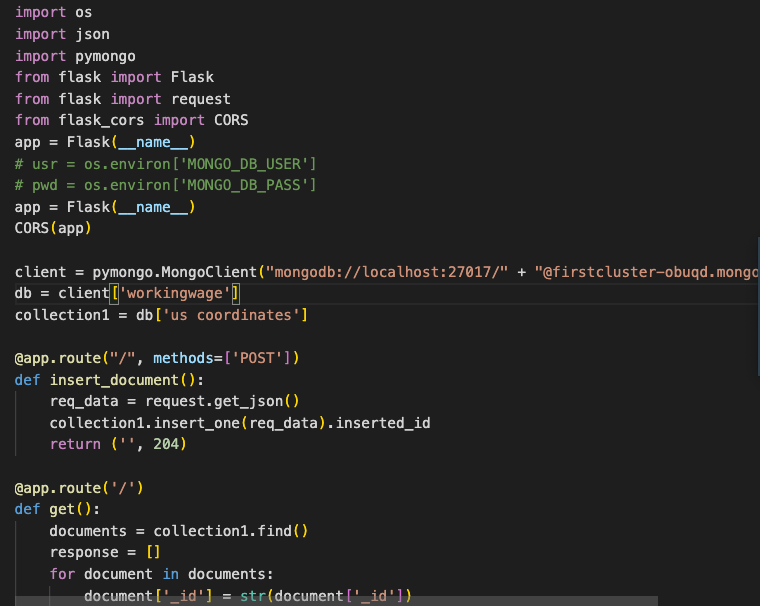 import os
import json
import pymongo
from flask import Flask
from flask import request
from flask_cors import CORS
app = Flask(__name__)
# usr = os.environ['MONGO_DB_USER']
# pwd = os.environ['MONGO_DB_PASS']
app = Flask(__name__)
CORS(app)

client = pymongo.MongoClient("mongodb://localhost:27017/" + "@firstcluster-obuqd.mongo
db = client['workingwage']
collection1 = db['us coordinates']

@app.route("/", methods=['POST'])
def insert_document():
    req_data = request.get_json()
    collection1.insert_one(req_data).inserted_id
    return ('', 204)

@app.route('/')
def get():
    documents = collection1.find()
    response = []
    for document in documents:
        document['_id'] = str(document['_id'])